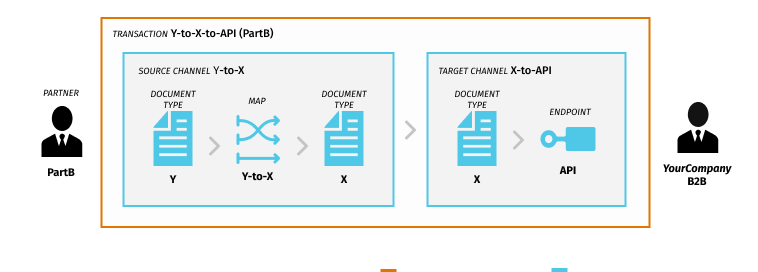 TRANSACTION Y-to-X-to-API (PartB)
SOURCE CHANNEL Y-to-X
TARGET CHANNEL X-to-API
PARTNER
DOCUMENT
TYPE
MAP
DOCUMENT
TYPE
DOCUMENT
TYPE
ENDPOINT
PartB
Y
Y-to-X
X
X
API
YourCompany
B2B